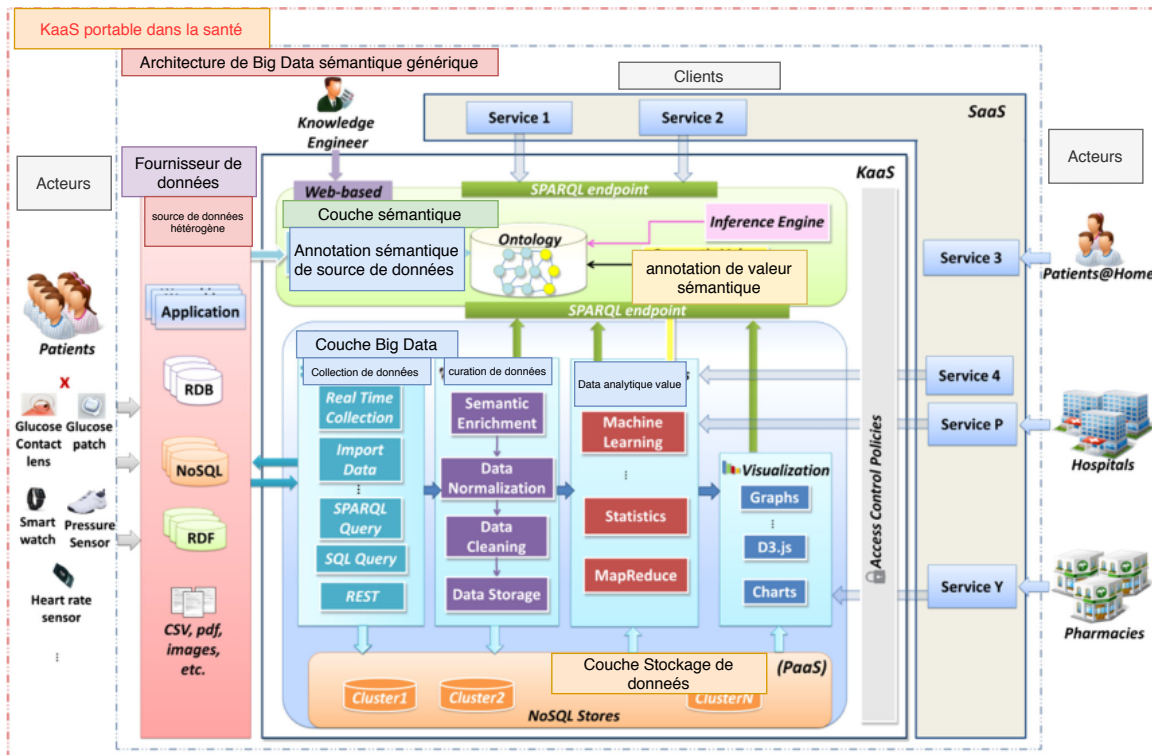 KaaS portable dans la santé
Architecture de Big Data sémantique générique
Clients
Knowledge
Engineer
Service 1
Service 2
SaaS
Acteurs
Fournisseur de
données
source de données
hétérogène
Web-based
SPARQL endpoint
KaaS
Acteurs
Couche sémantique
Annotation sémantique
de source de données
Ontology
Inference Engine
annotation de valeur
sémantique
Service 3
Patients@Home
Application
SPARQL endpoint
Patients
Couche Big Data
Collection de données
curation de données
Data analytique value
Service 4
X
Glucose
Contact
lens
Glucose
patch
RDB
Real Time
Collection
Semantic
Enrichment
Machine
Learning
Service P
Hospitals
NoSQL
Import
Data
⋮
Data
Normalization
⋮
Visualization
Graphs
⋮
Access Control Policies
Smart
watch
Pressure
Sensor
RDF
SPARQL
Query
SQL Query
Data
Cleaning
Statistics
D3.js
Heart rate
sensor
⋮
REST
Data Storage
MapReduce
Charts
Service Y
Pharmacies
CSV, pdf,
images,
etc.
Couche Stockage de
donneés
(PaaS)
Cluster1
Cluster2
ClusterN
NoSQL Stores